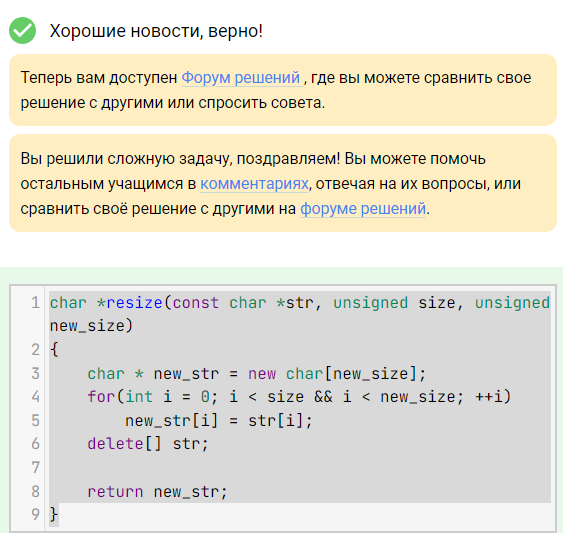 Хорошие новости, верно!
Теперь вам доступен Форум решений , где вы можете сравнить свое
решение с другими или спросить совета.
Вы решили сложную задачу, поздравляем! Вы можете помочь
остальным учащимся в комментариях, отвечая на их вопросы, или
сравнить своё решение с другими на форуме решений.
1 char *resize(const char *str, unsigned size, unsigned
new_size)
2 {
3     char * new_str = new char[new_size];
4     for(int i = 0; i < size && i < new_size; ++i)
5         new_str[i] = str[i];
6     delete[] str;
7
8     return new_str;
9 }